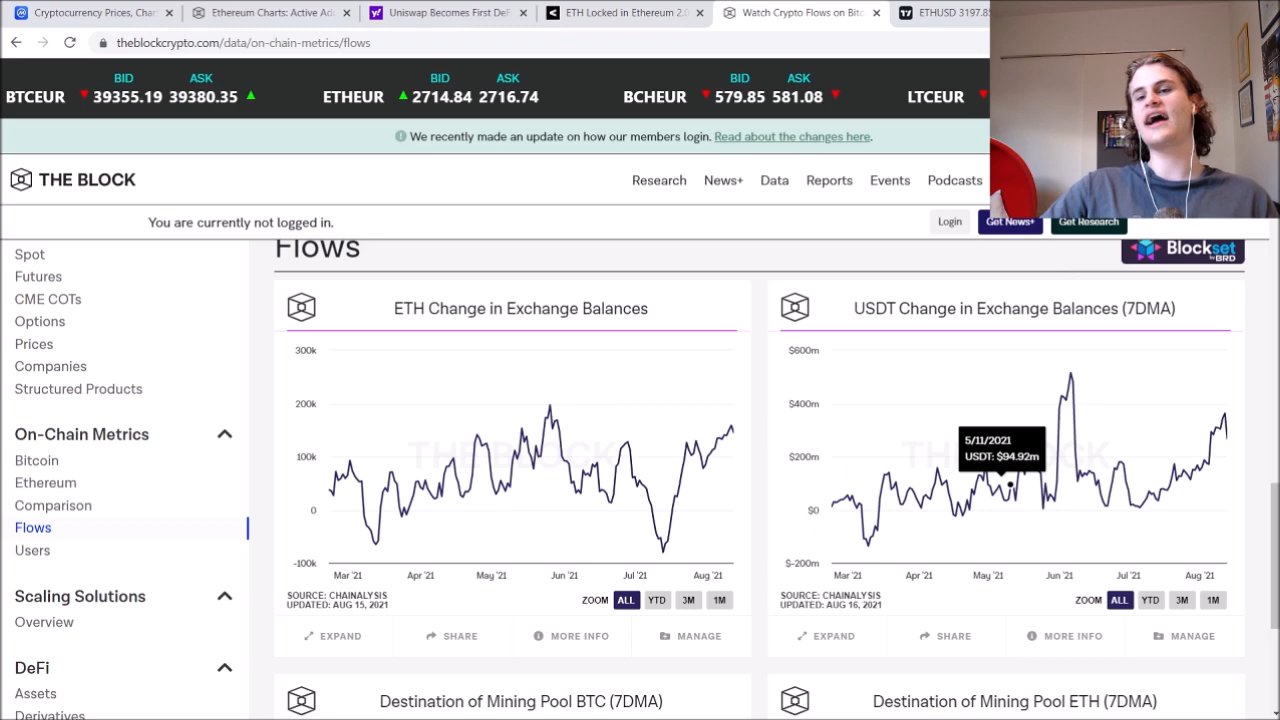 Cryptocurrency Prices, Char
Ethereum Charts: Active Ad
Uniswap Becomes First DeF
ETH Locked in Ethereum 2.0
Watch Crypto Flows on Bitc
ETHUSD 3197.8
theblockcrypto.com/data/on-chain-metrics/flows
BID ASK
BTCEUR 39355.19 39380.35
BID ASK
ETHEUR 2714.84 2716.74
BID ASK
BCHEUR 579.85 581.08
LTCEUR
We recently made an update on how our members login. Read about the changes here.
THE BLOCK
Research News+ Data Reports Events Podcasts
You are currently not logged in.
Login Get News+ Get Research
Spot
Futures
CME COTs
Options
Prices
Companies
Structured Products
On-Chain Metrics
Bitcoin
Ethereum
Comparison
Flows
Users
Scaling Solutions
Overview
DeFi
Assets
Derivatives
Flows
Blockset
by BRD
ETH Change in Exchange Balances
300k
200k
100k
0
-100k
THE BLOCK
Mar '21 Apr '21 May '21 Jun '21 Jul '21 Aug '21
SOURCE: CHAINALYSIS
UPDATED: AUG 15, 2021
ZOOM ALL YTD 3M 1M
EXPAND SHARE MORE INFO MANAGE
USDT Change in Exchange Balances (7DMA)
$600m
$400m
$200m
$0
$-200m
5/11/2021
USDT: $94.92m
Mar '21 Apr '21 May '21 Jun '21 Jul '21 Aug '21
SOURCE: CHAINALYSIS
UPDATED: AUG 16, 2021
ZOOM ALL YTD 3M 1M
EXPAND SHARE MORE INFO MANAGE
Destination of Mining Pool BTC (7DMA)
Destination of Mining Pool ETH (7DMA)